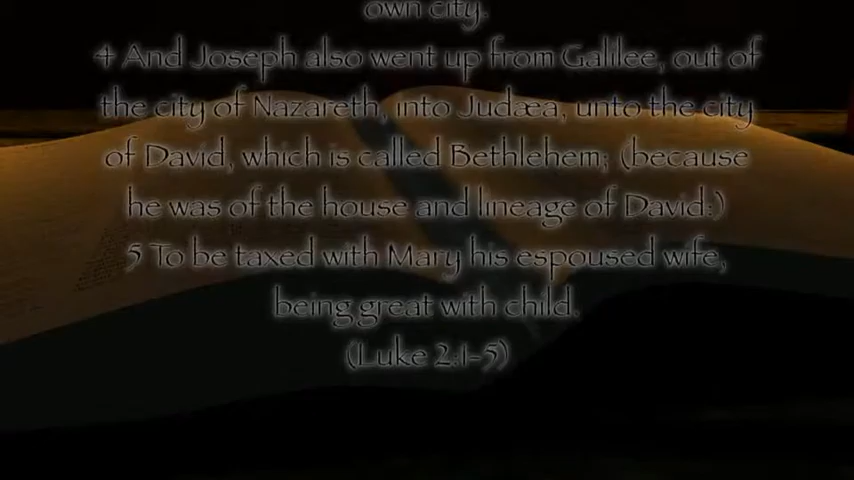 own city.
4 And Joseph also went up from Galilee, out of
the city of Nazareth, into Judæa, unto the city
of David, which is called Bethlehem; (because
he was of the house and lineage of David:)
5 To be taxed with Mary his espoused wife,
being great with child.
(Luke 2:1-5)